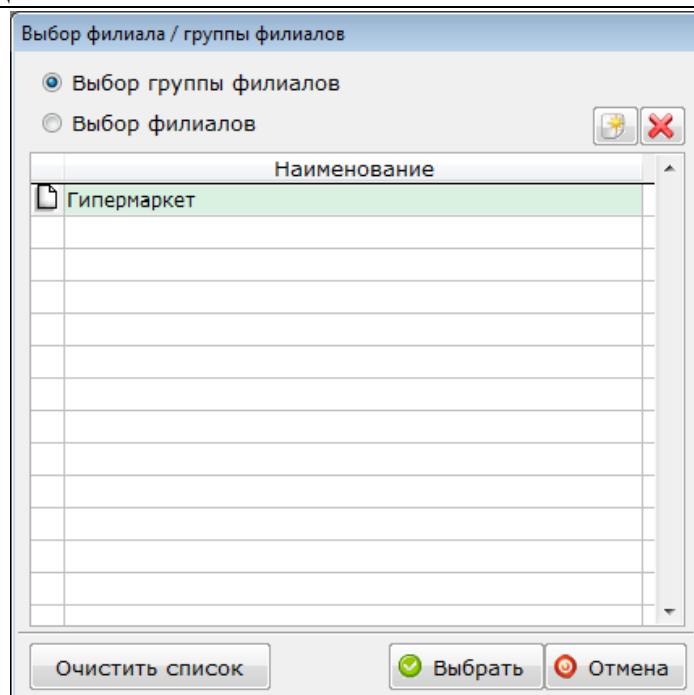 Выбор филиала / группы филиалов
Выбор группы филиалов
Выбор филиалов
Наименование
Гипермаркет
Очистить список
Выбрать
Отмена